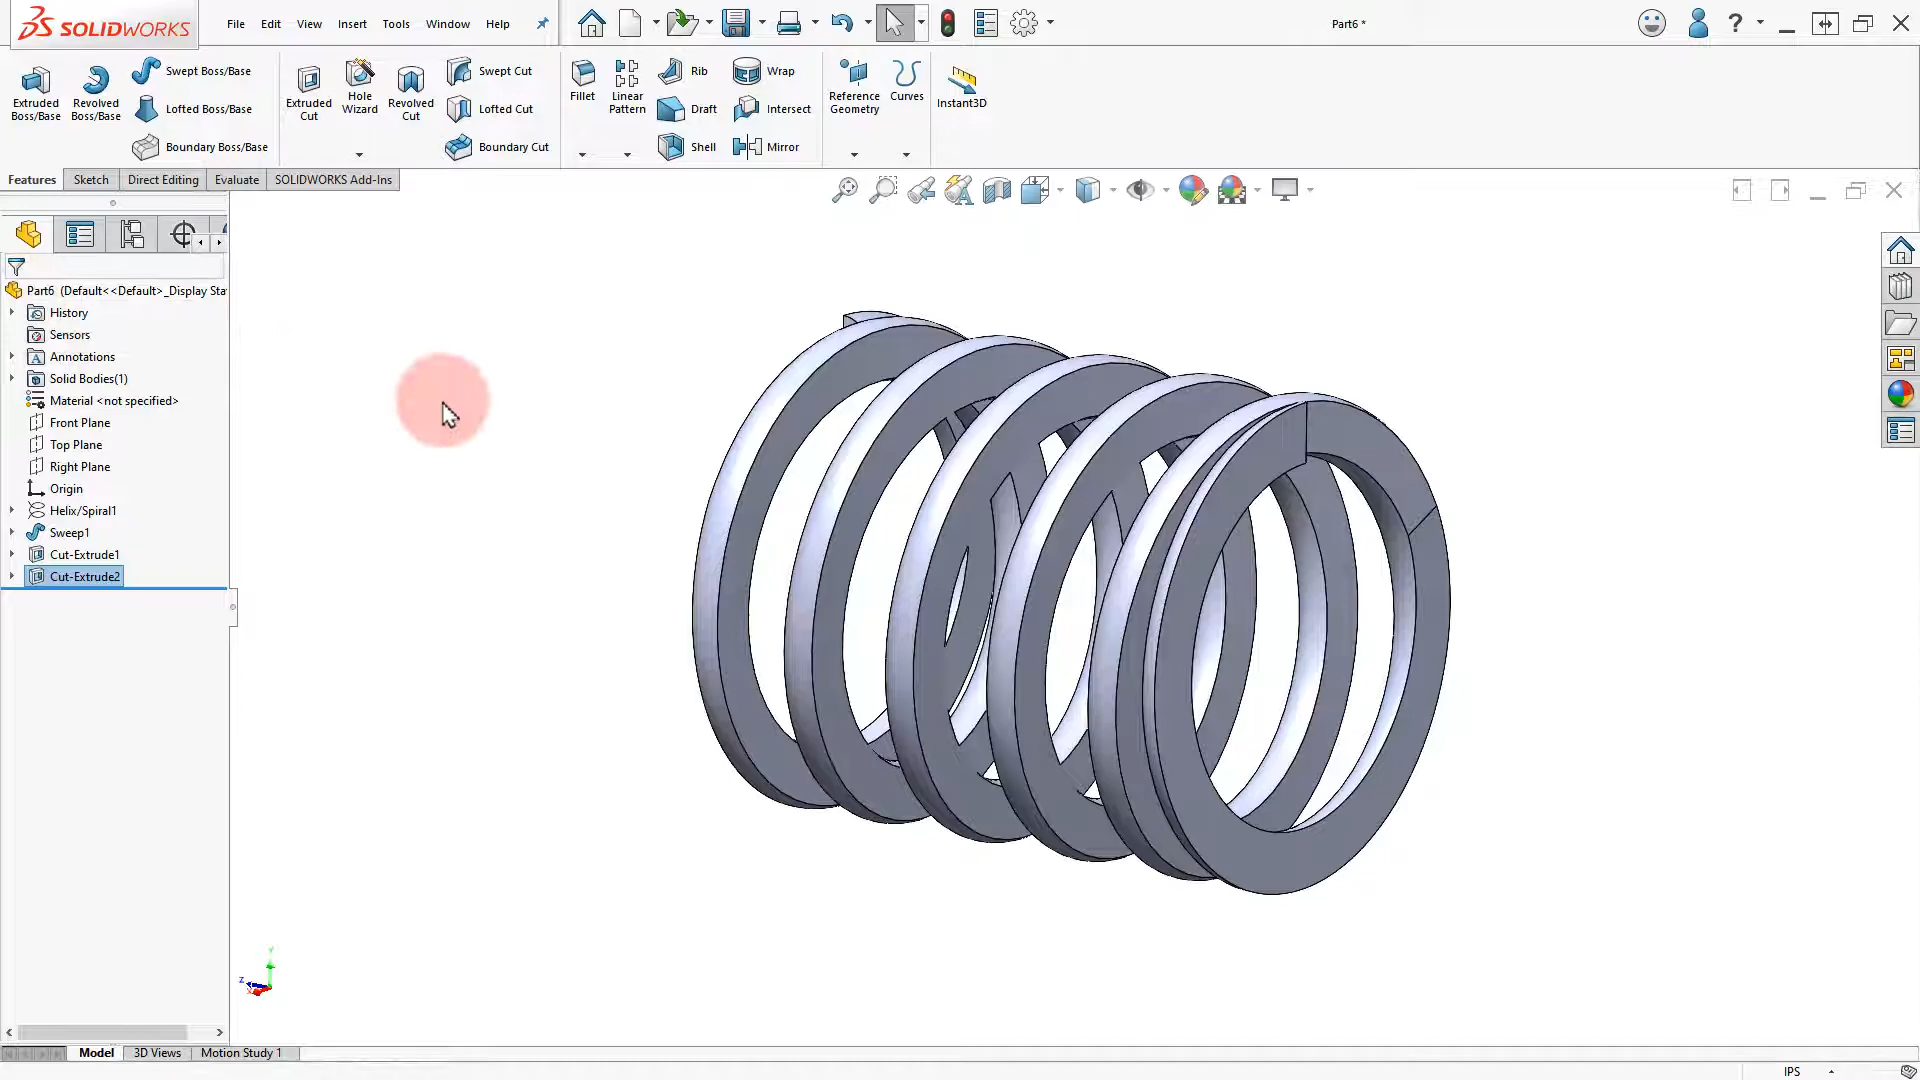 SOLIDWORKS
File Edit View Insert Tools Window Help
Part6 *
?
Extruded Boss/Base
Revolved Boss/Base
Swept Boss/Base
Lofted Boss/Base
Boundary Boss/Base
Extruded Cut
Hole Wizard
Revolved Cut
Swept Cut
Lofted Cut
Boundary Cut
Fillet
Linear Pattern
Rib
Draft
Shell
Wrap
Intersect
Mirror
Reference Geometry
Curves
Instant3D
Features Sketch Direct Editing Evaluate SOLIDWORKS Add-Ins
Part6 (Default<<Default>_Display Sta
History
Sensors
Annotations
Solid Bodies(1)
Material <not specified>
Front Plane
Top Plane
Right Plane
Origin
Helix/Spiral1
Sweep1
Cut-Extrude1
Cut-Extrude2
Y
Z
X
Model 3D Views Motion Study 1
IPS